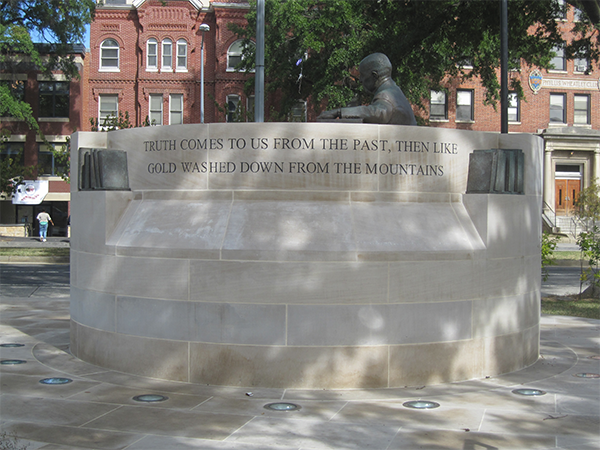 TRUTH COMES TO US FROM THE PAST, THEN LIKE
GOLD WASHED DOWN FROM THE MOUNTAINS